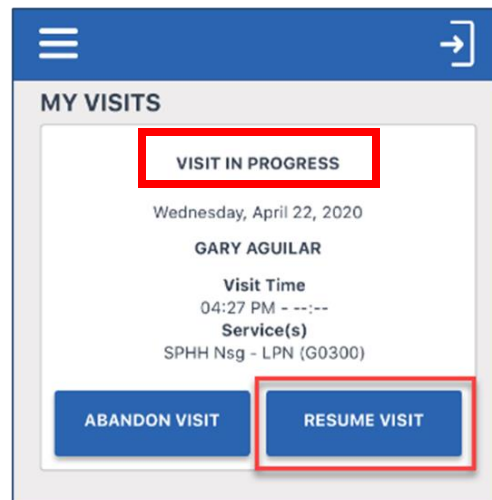 MY VISITS
VISIT IN PROGRESS
Wednesday, April 22, 2020
GARY AGUILAR
Visit Time
04:27 PM - --:--
Service(s)
SPHH Nsg - LPN (G0300)
ABANDON VISIT
RESUME VISIT